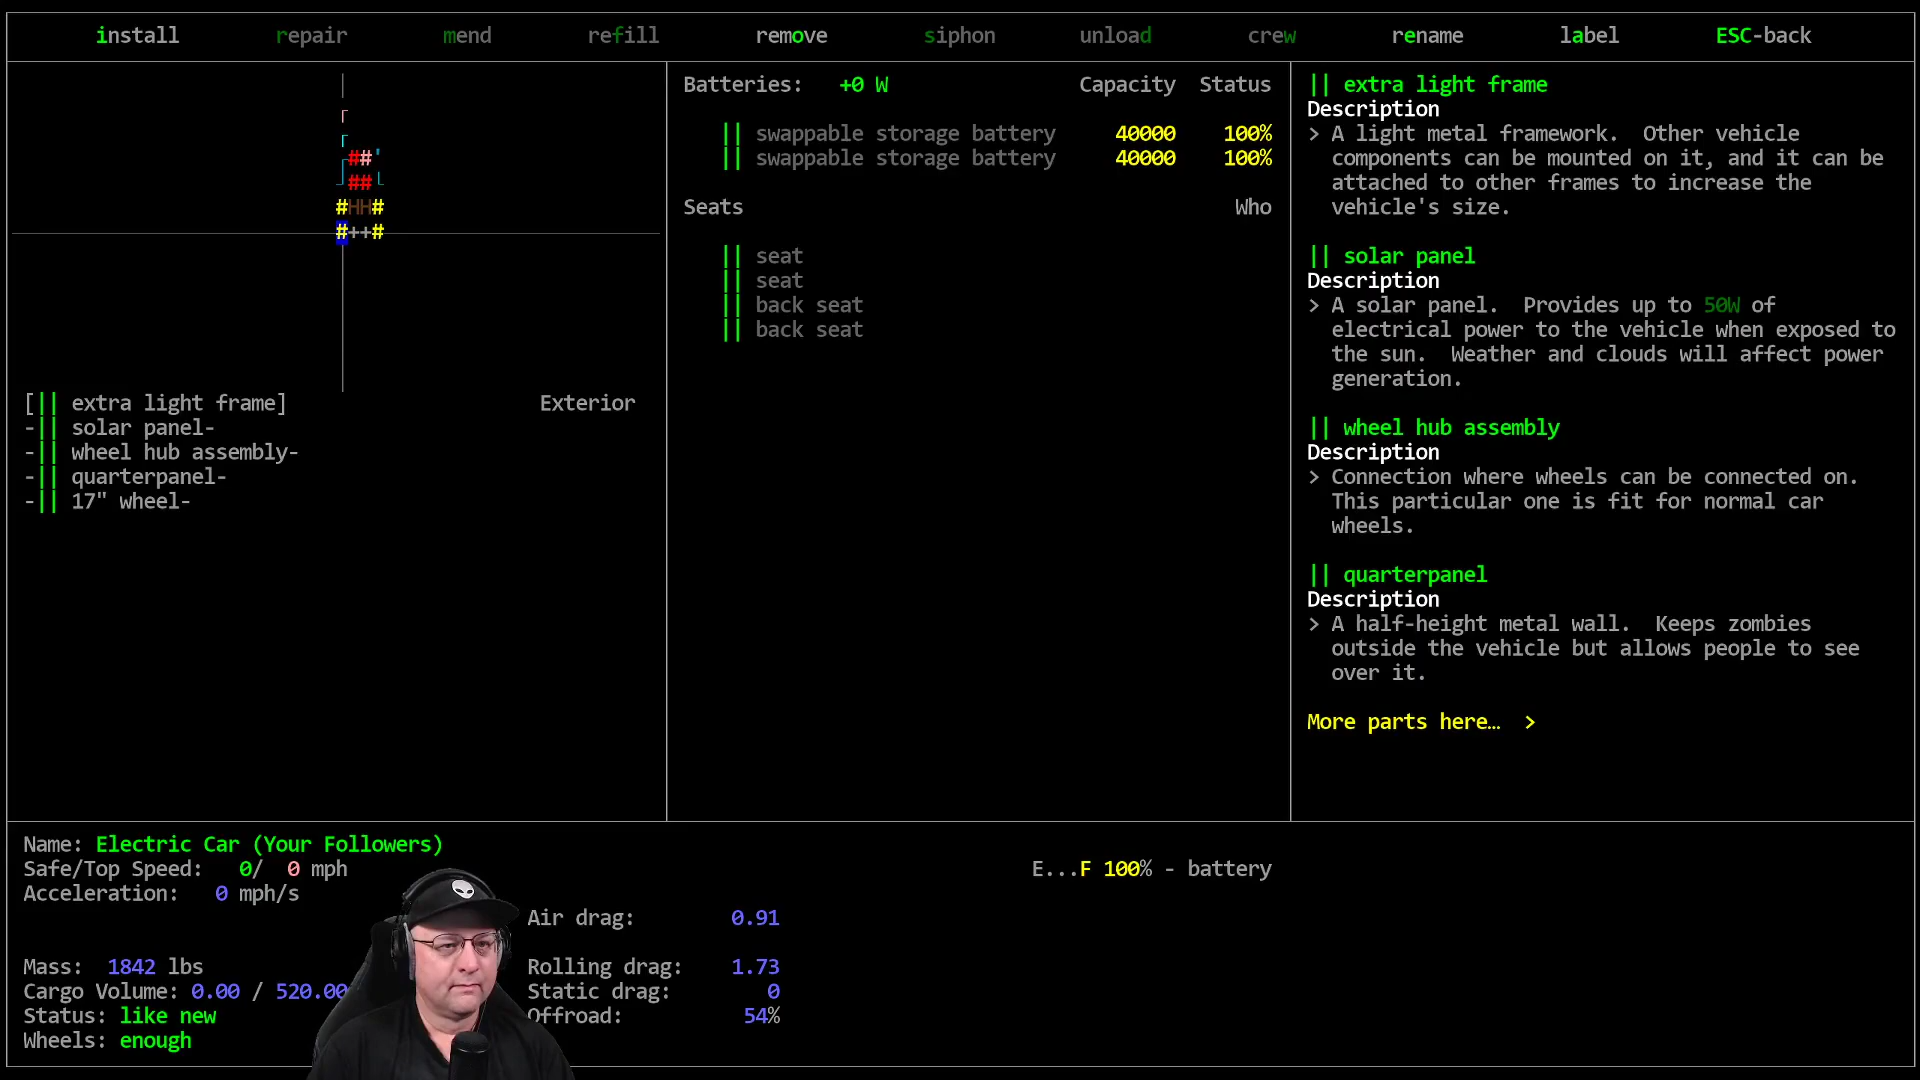 install repair mend refill remove siphon unload crew rename label ESC-back
##'
##
#HH#
#++#
[|| extra light frame] Exterior
-|| solar panel-
-|| wheel hub assembly-
-|| quarterpanel-
-|| 17" wheel-
Batteries: +0 W Capacity Status
|| swappable storage battery 40000 100%
|| swappable storage battery 40000 100%
Seats Who
|| seat
|| seat
|| back seat
|| back seat
|| extra light frame
Description
> A light metal framework. Other vehicle
components can be mounted on it, and it can be
attached to other frames to increase the
vehicle's size.
|| solar panel
Description
> A solar panel. Provides up to 50W of
electrical power to the vehicle when exposed to
the sun. Weather and clouds will affect power
generation.
|| wheel hub assembly
Description
> Connection where wheels can be connected on.
This particular one is fit for normal car
wheels.
|| quarterpanel
Description
> A half-height metal wall. Keeps zombies
outside the vehicle but allows people to see
over it.
More parts here… >
Name: Electric Car (Your Followers)
Safe/Top Speed: 0/ 0 mph
Acceleration: 0 mph/s
Mass: 1842 lbs
Cargo Volume: 0.00 / 520.00
Status: like new
Wheels: enough
Air drag: 0.91
Rolling drag: 1.73
Static drag: 0
Offroad: 54%
E...F 100% - battery